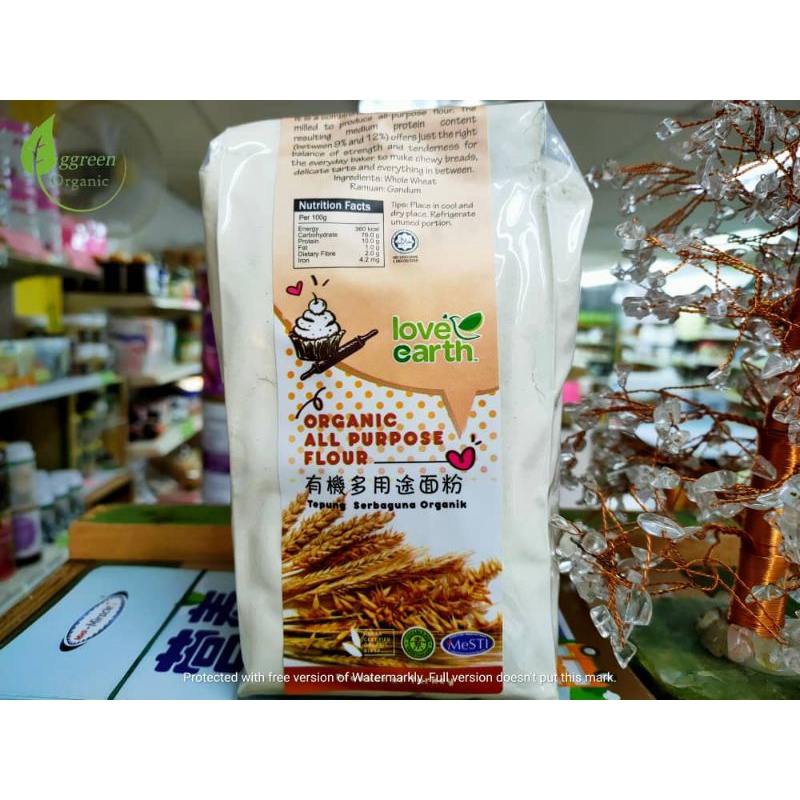 ggreen
Organic
milled to produce all-purpose flour. The
resulting medium protein content
(between 9% and 12%) offers just the right
balance of strength and tenderness for
the everyday baker to make chewy breads,
delicate tarts and everything in between.
Ingredients: Whole Wheat
Ramuan: Gandum
Nutrition Facts
Per 100g
Energy 360 kcal
Carbohydrate 78.0 g
Protein 10.0 g
Fat 1.0 g
Dietary Fibre 2.0 g
Iron 4.2 mg
Tips: Place in cool and
dry place. Refrigerate
unused portion.
love
earth
ORGANIC
ALL PURPOSE
FLOUR
有機多用途面粉
Tepung Serbaguna Organik
MeSTI
Protected with free version of Watermarkly. Full version doesn't put this mark.